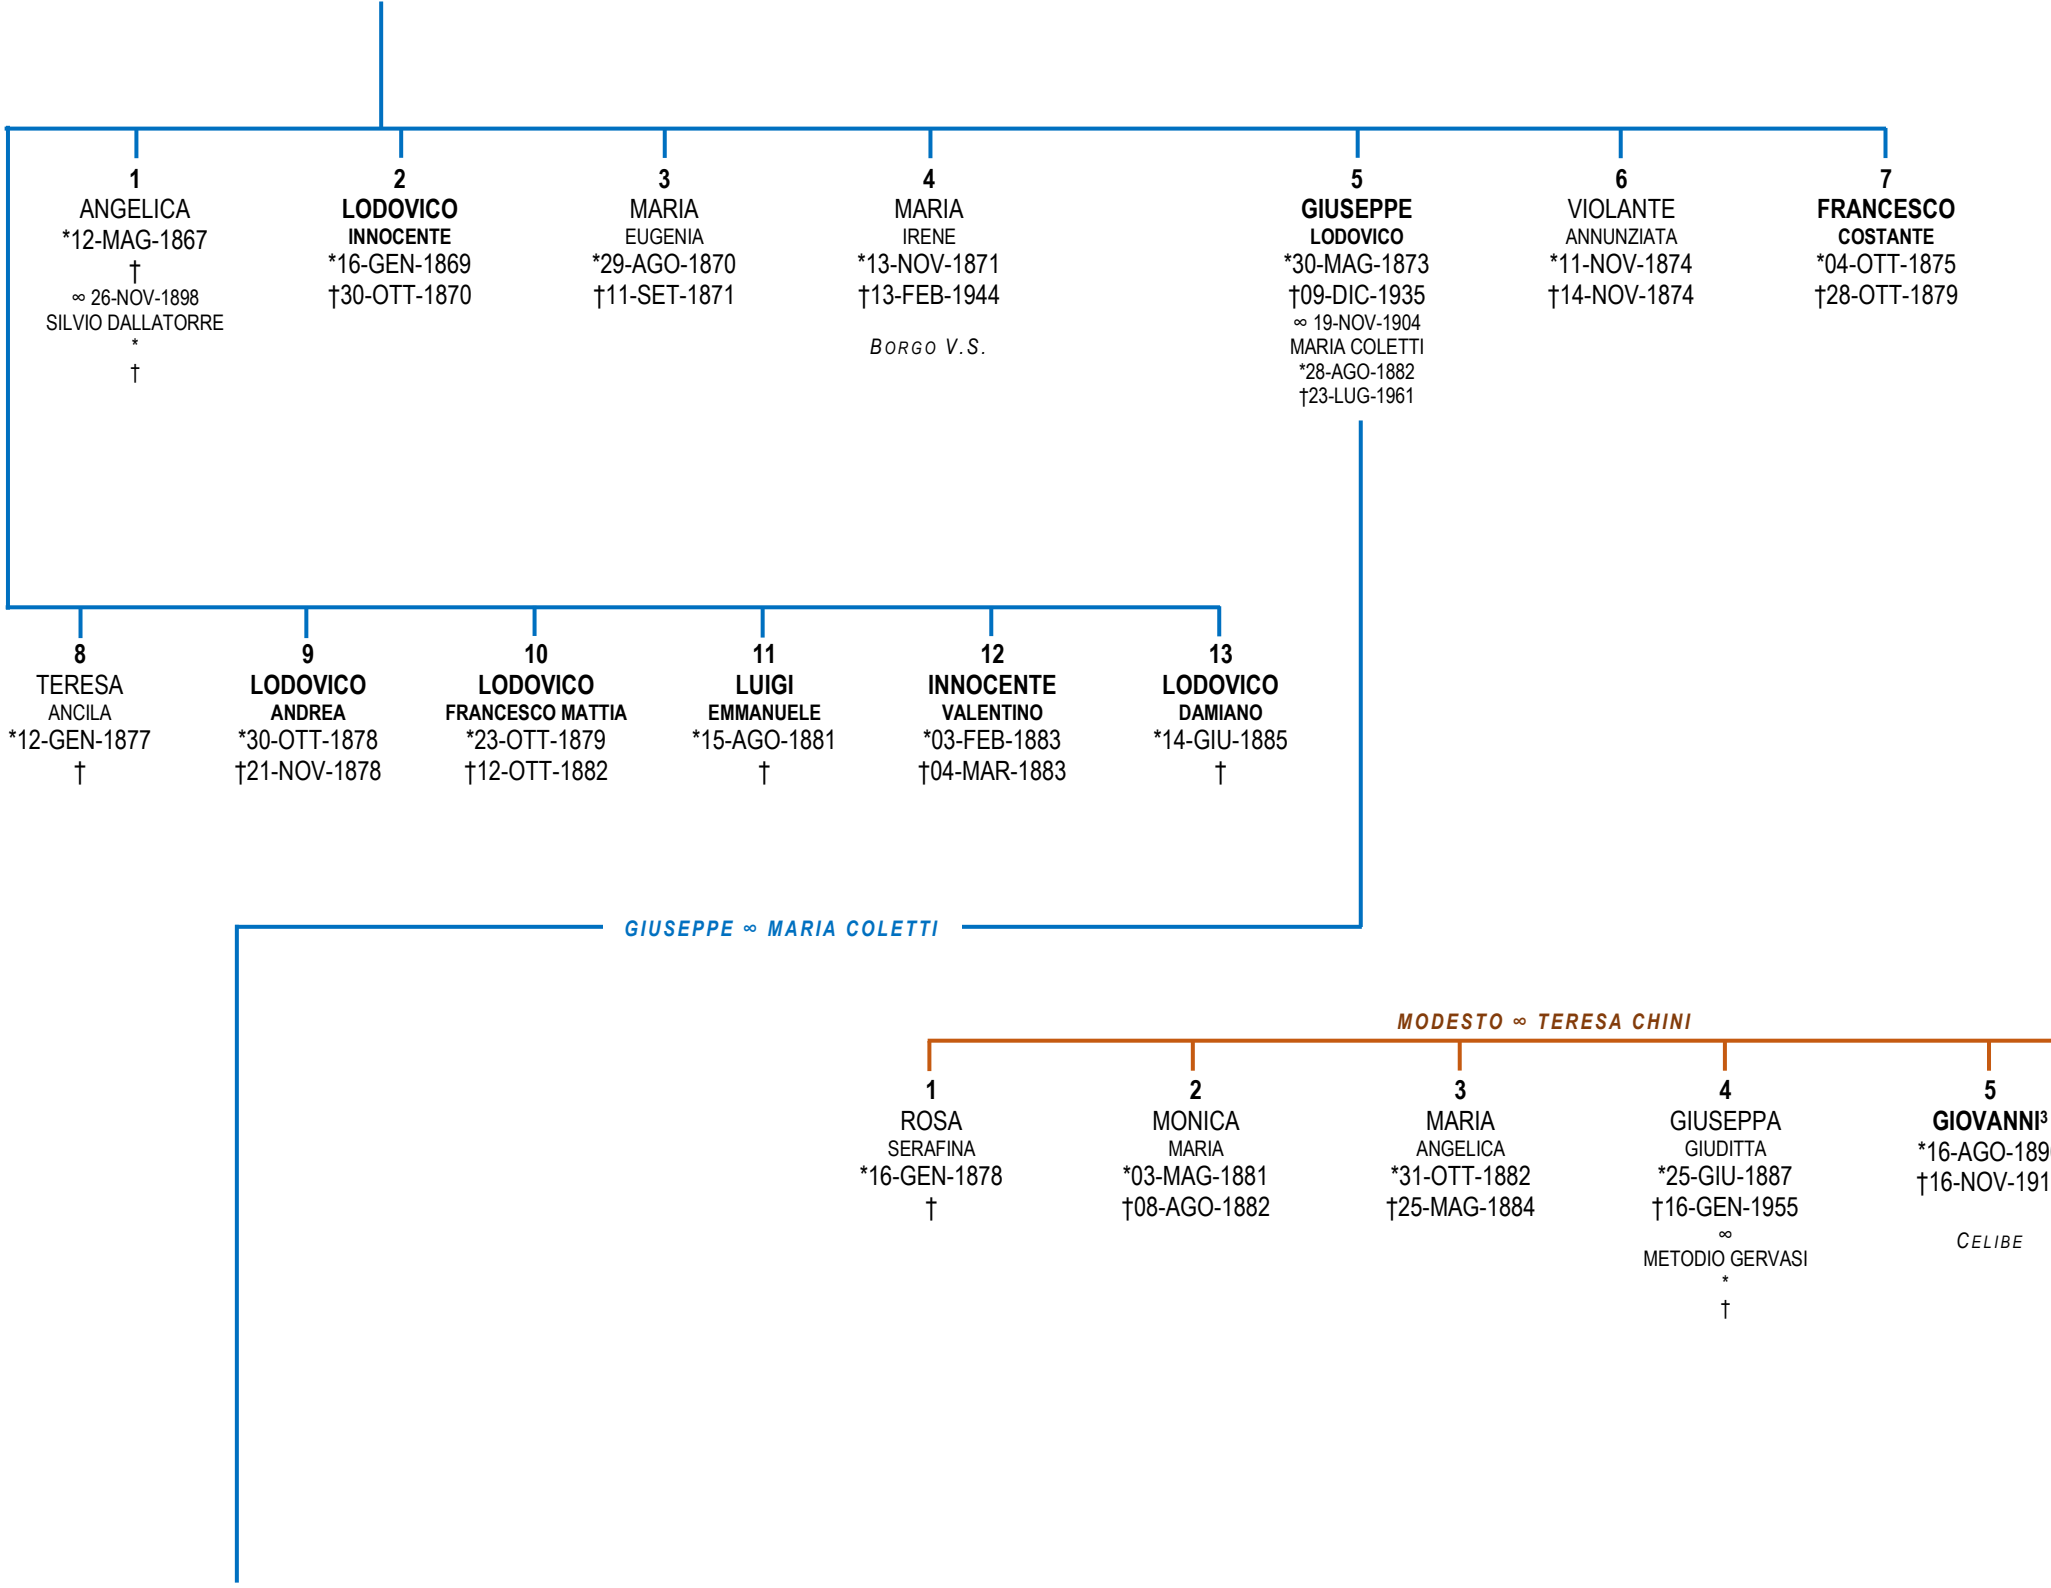 1
ANGELICA
*12-MAG-1867
†
∞ 26-NOV-1898
SILVIO DALLATORRE
*
†
2
LODOVICO
INNOCENTE
*16-GEN-1869
†30-OTT-1870
3
MARIA
EUGENIA
*29-AGO-1870
†11-SET-1871
4
MARIA
IRENE
*13-NOV-1871
†13-FEB-1944
BORGO V.S.
5
GIUSEPPE
LODOVICO
*30-MAG-1873
†09-DIC-1935
∞ 19-NOV-1904
MARIA COLETTI
*28-AGO-1882
†23-LUG-1961
6
VIOLANTE
ANNUNZIATA
*11-NOV-1874
†14-NOV-1874
7
FRANCESCO
COSTANTE
*04-OTT-1875
†28-OTT-1879
8
TERESA
ANCILA
*12-GEN-1877
†
9
LODOVICO
ANDREA
*30-OTT-1878
†21-NOV-1878
10
LODOVICO
FRANCESCO MATTIA
*23-OTT-1879
†12-OTT-1882
11
LUIGI
EMMANUELE
*15-AGO-1881
†
12
INNOCENTE
VALENTINO
*03-FEB-1883
†04-MAR-1883
13
LODOVICO
DAMIANO
*14-GIU-1885
†
GIUSEPPE ∞ MARIA COLETTI
MODESTO ∞ TERESA CHINI
1
ROSA
SERAFINA
*16-GEN-1878
†
2
MONICA
MARIA
*03-MAG-1881
†08-AGO-1882
3
MARIA
ANGELICA
*31-OTT-1882
†25-MAG-1884
4
GIUSEPPA
GIUDITTA
*25-GIU-1887
†16-GEN-1955
∞
METODIO GERVASI
*
†
5
GIOVANNI³
*16-AGO-189
†16-NOV-191
CELIBE